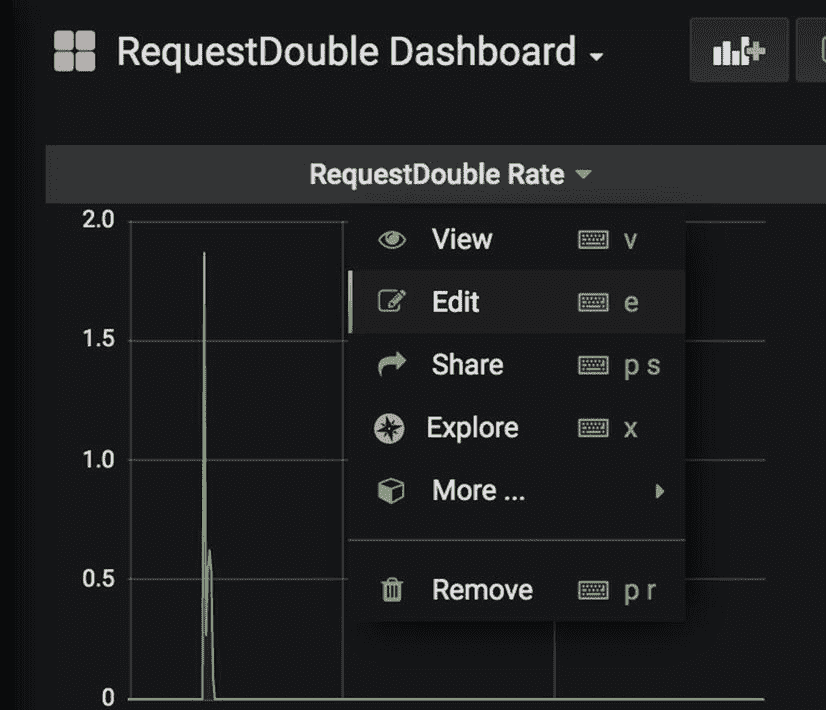 RequestDouble Dashboard
RequestDouble Rate
2.0
View v
Edit e
1.5
Share p s
Explore x
1.0
More ...
0.5
Remove p r
0